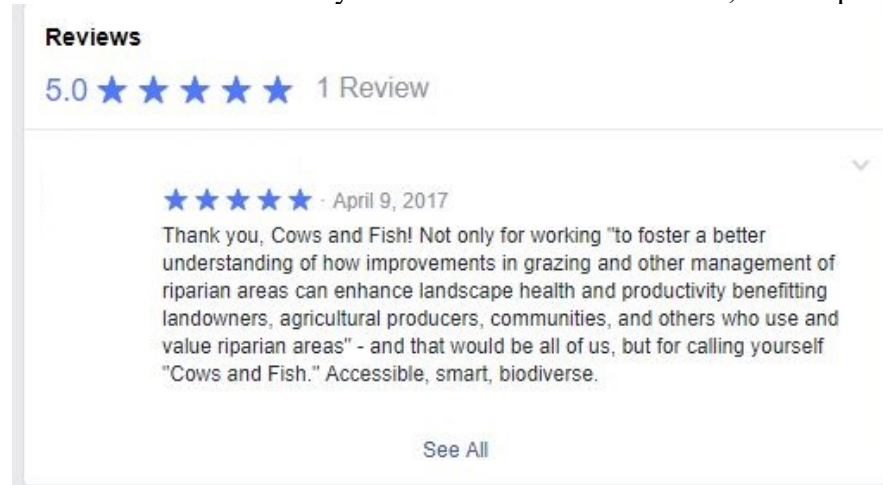 Reviews
5.0 ★ ★ ★ ★ ★ 1 Review
★ ★ ★ ★ ★ · April 9, 2017
Thank you, Cows and Fish! Not only for working "to foster a better
understanding of how improvements in grazing and other management of
riparian areas can enhance landscape health and productivity benefitting
landowners, agricultural producers, communities, and others who use and
value riparian areas" - and that would be all of us, but for calling yourself
"Cows and Fish." Accessible, smart, biodiverse.
See All